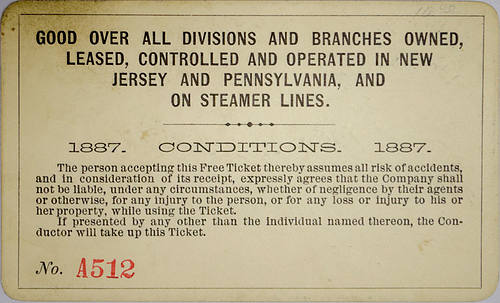 GOOD OVER ALL DIVISIONS AND BRANCHES OWNED,
LEASED, CONTROLLED AND OPERATED IN NEW
JERSEY AND PENNSYLVANIA, AND
ON STEAMER LINES.
1887. CONDITIONS. 1887.
The person accepting this Free Ticket thereby assumes all risk of accidents,
and in consideration of its receipt, expressly agrees that the Company shall
not be liable, under any circumstances, whether of negligence by their agents
or otherwise, for any injury to the person, or for any loss or injury to his or
her property, while using the Ticket.
If presented by any other than the individual named thereon, the Con-
ductor will take up this Ticket.
No. A512